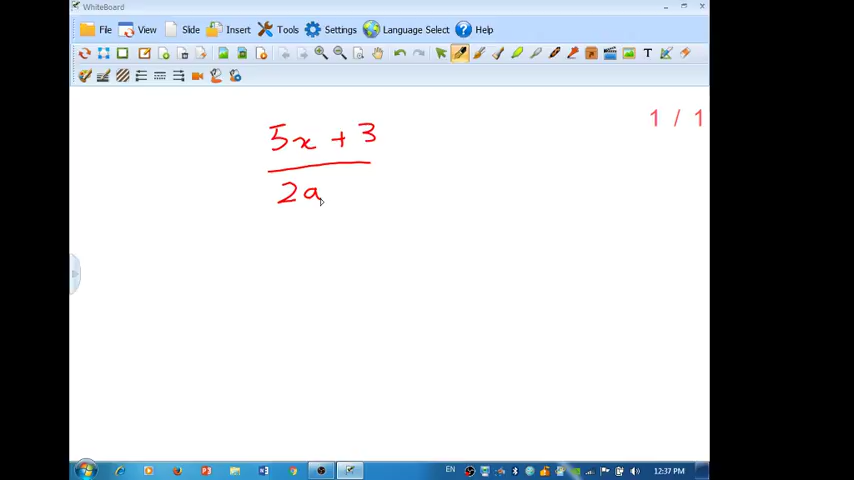 WhiteBoard
File View Slide Insert Tools Settings Language Select Help
1 / 1
5x + 3
2a
EN 12:37 PM